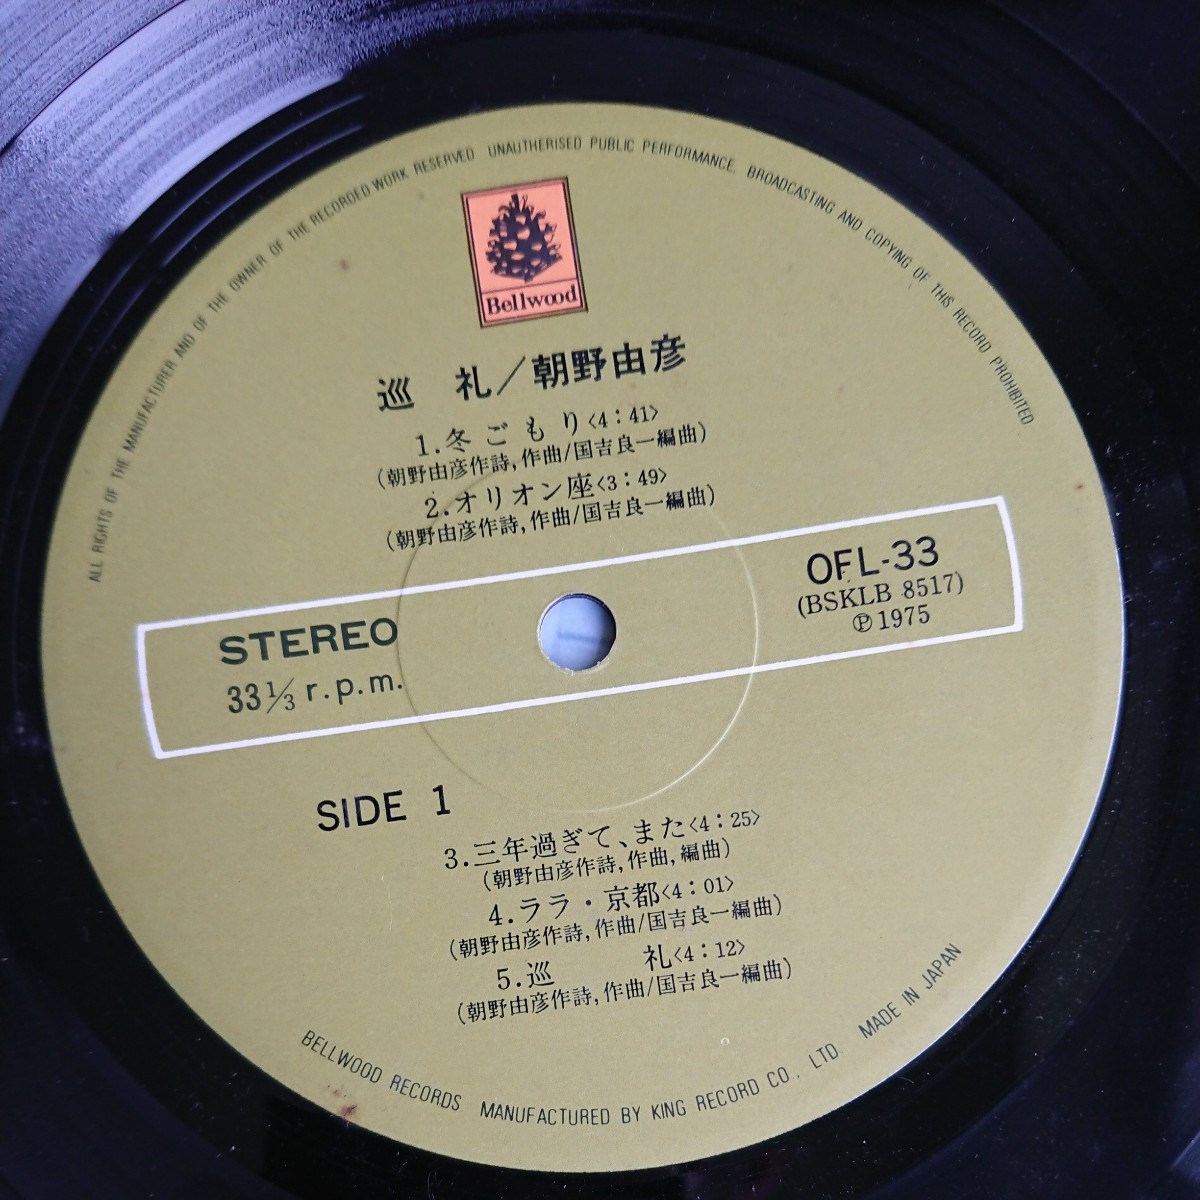 ALL RIGHTS OF THE MANUFACTURER AND OF THE OWNER OF THE RECORDED WORK RESERVED UNAUTHORISED PUBLIC PERFORMANCE, BROADCASTING AND COPYING OF THIS RECORD PROHIBITED
Bellwood
巡 礼／朝野由彦
1.冬ごもり〈4：41〉
(朝野由彦作詩,作曲/国吉良一編曲)
2.オリオン座〈3：49〉
(朝野由彦作詩,作曲/国吉良一編曲)
STEREO
33⅓ r.p.m.
OFL-33
(BSKLB 8517)
Ⓟ1975
SIDE 1
3.三年過ぎて、また〈4：25〉
(朝野由彦作詩,作曲,編曲)
4.ララ・京都〈4：01〉
(朝野由彦作詩,作曲/国吉良一編曲)
5.巡 礼〈4：12〉
(朝野由彦作詩,作曲/国吉良一編曲)
BELLWOOD RECORDS. MANUFACTURED BY KING RECORD CO., LTD. MADE IN JAPAN